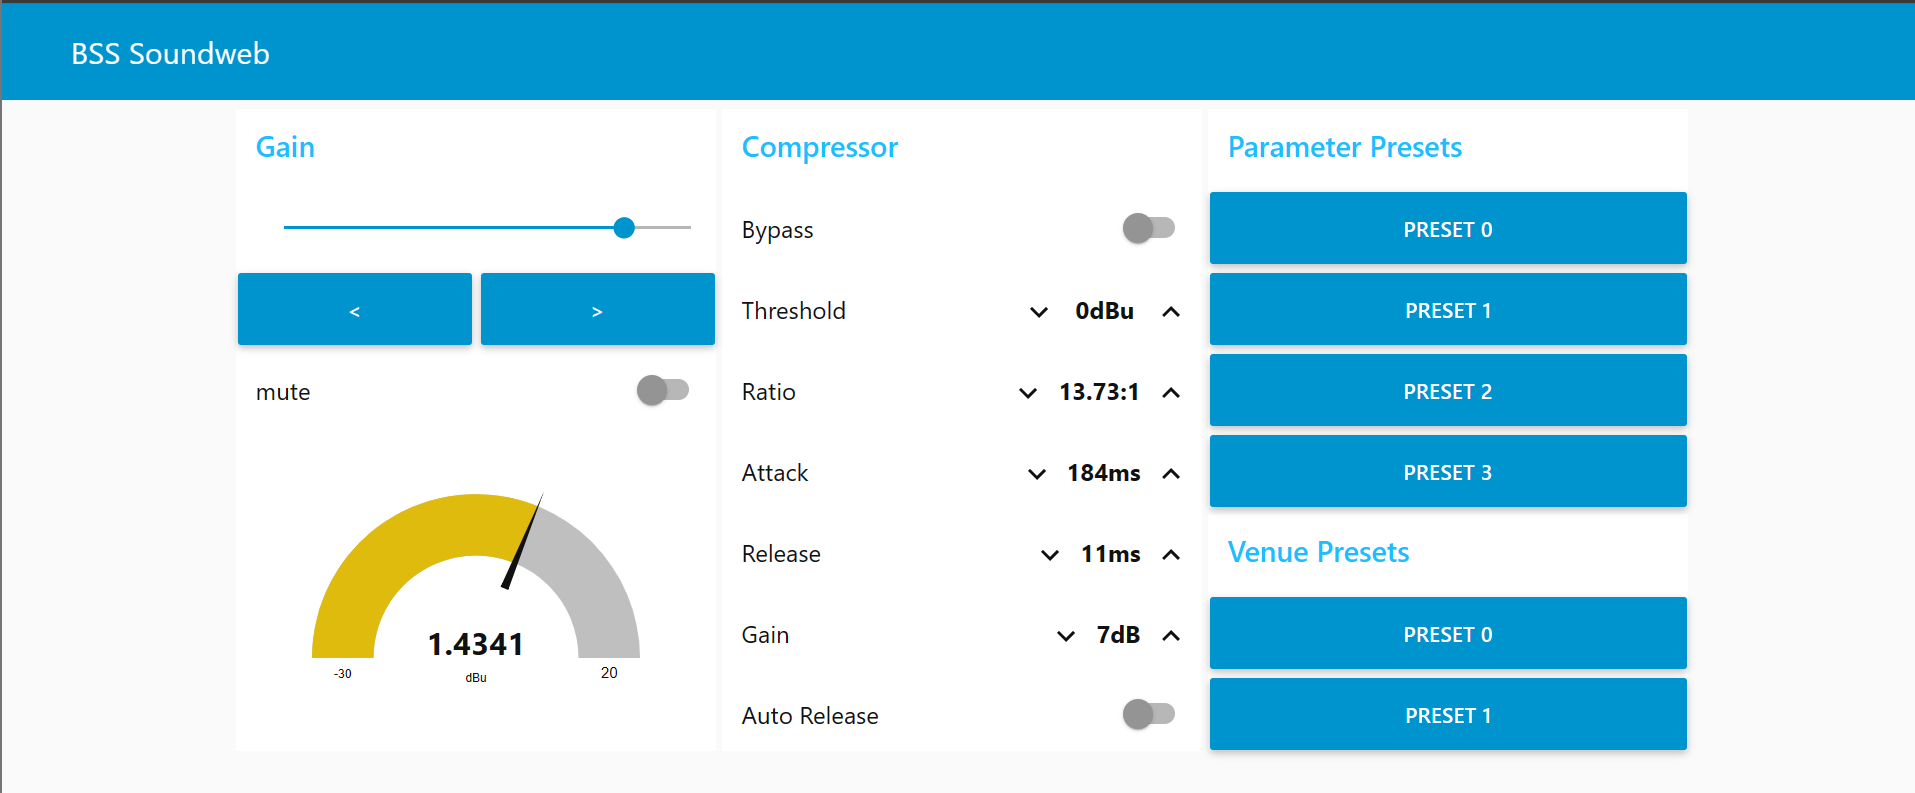 BSS Soundweb
Gain
<
>
mute
1.4341
-30
dBu
20
Compressor
Bypass
Threshold 0dBu
Ratio 13.73:1
Attack 184ms
Release 11ms
Gain 7dB
Auto Release
Parameter Presets
PRESET 0
PRESET 1
PRESET 2
PRESET 3
Venue Presets
PRESET 0
PRESET 1